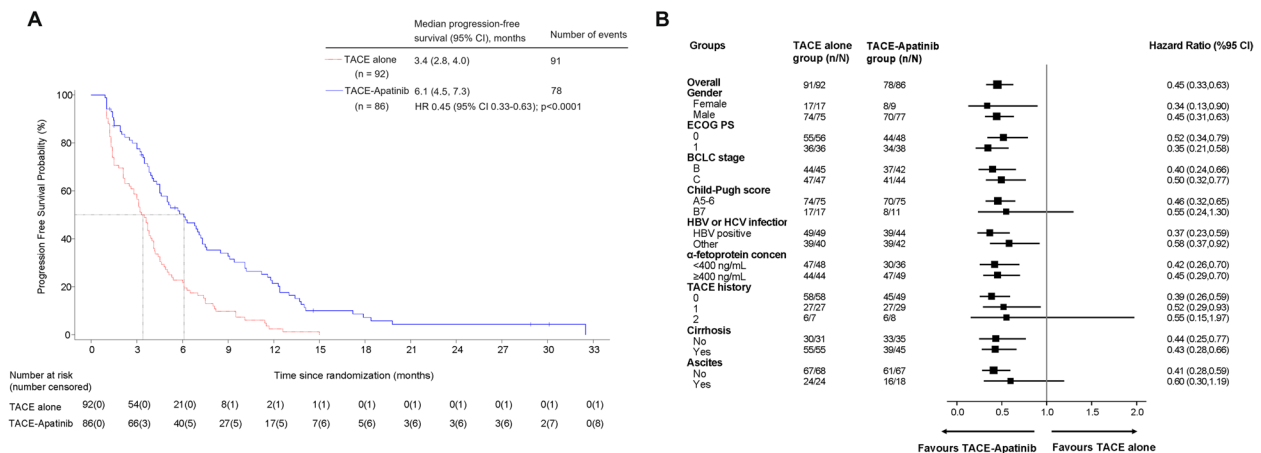 A
Median progression-free
survival (95% CI), months
Number of events
TACE alone 3.4 (2.8, 4.0) 91
(n = 92)
TACE-Apatinib 6.1 (4.5, 7.3) 78
(n = 86) HR 0.45 (95% CI 0.33-0.63); p<0.0001
Progression Free Survival Probability (%)
100
80
60
40
20
0
0 3 6 9 12 15 18 21 24 27 30 33
Time since randomization (months)
Number at risk
(number censored)
TACE alone 92(0) 54(0) 21(0) 8(1) 2(1) 1(1) 0(1) 0(1) 0(1) 0(1) 0(1) 0(1)
TACE-Apatinib 86(0) 66(3) 40(5) 27(5) 17(5) 7(6) 5(6) 3(6) 3(6) 3(6) 2(7) 0(8)
B
Groups TACE alone TACE-Apatinib Hazard Ratio (%95 CI)
group (n/N) group (n/N)
Overall 91/92 78/86 0.45 (0.33,0.63)
Gender
Female 17/17 8/9 0.34 (0.13,0.90)
Male 74/75 70/77 0.45 (0.31,0.63)
ECOG PS
0 55/56 44/48 0.52 (0.34,0.79)
1 36/36 34/38 0.35 (0.21,0.58)
BCLC stage
B 44/45 37/42 0.40 (0.24,0.66)
C 47/47 41/44 0.50 (0.32,0.77)
Child-Pugh score
A5-6 74/75 70/75 0.46 (0.32,0.65)
B7 17/17 8/11 0.55 (0.24,1.30)
HBV or HCV infection
HBV positive 49/49 39/44 0.37 (0.23,0.59)
Other 39/40 39/42 0.58 (0.37,0.92)
α-fetoprotein concen
<400 ng/mL 47/48 30/36 0.42 (0.26,0.70)
≥400 ng/mL 44/44 47/49 0.45 (0.29,0.70)
TACE history
0 58/58 45/49 0.39 (0.26,0.59)
1 27/27 27/29 0.52 (0.29,0.93)
2 6/7 6/8 0.55 (0.15,1.97)
Cirrhosis
No 30/31 33/35 0.44 (0.25,0.77)
Yes 55/55 39/45 0.43 (0.28,0.66)
Ascites
No 67/68 61/67 0.41 (0.28,0.59)
Yes 24/24 16/18 0.60 (0.30,1.19)
0.0 0.5 1.0 1.5 2.0
Favours TACE-Apatinib Favours TACE alone